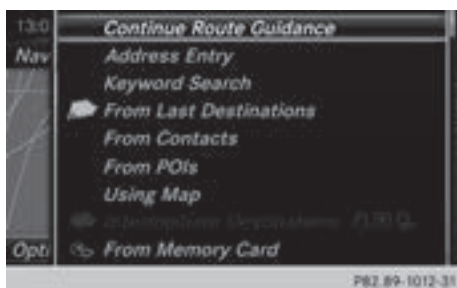 13:0
Continue Route Guidance
Nav
Address Entry
Keyword Search
From Last Destinations
From Contacts
From POIs
Using Map
Opti
From Memory Card
P82.89-1012-31